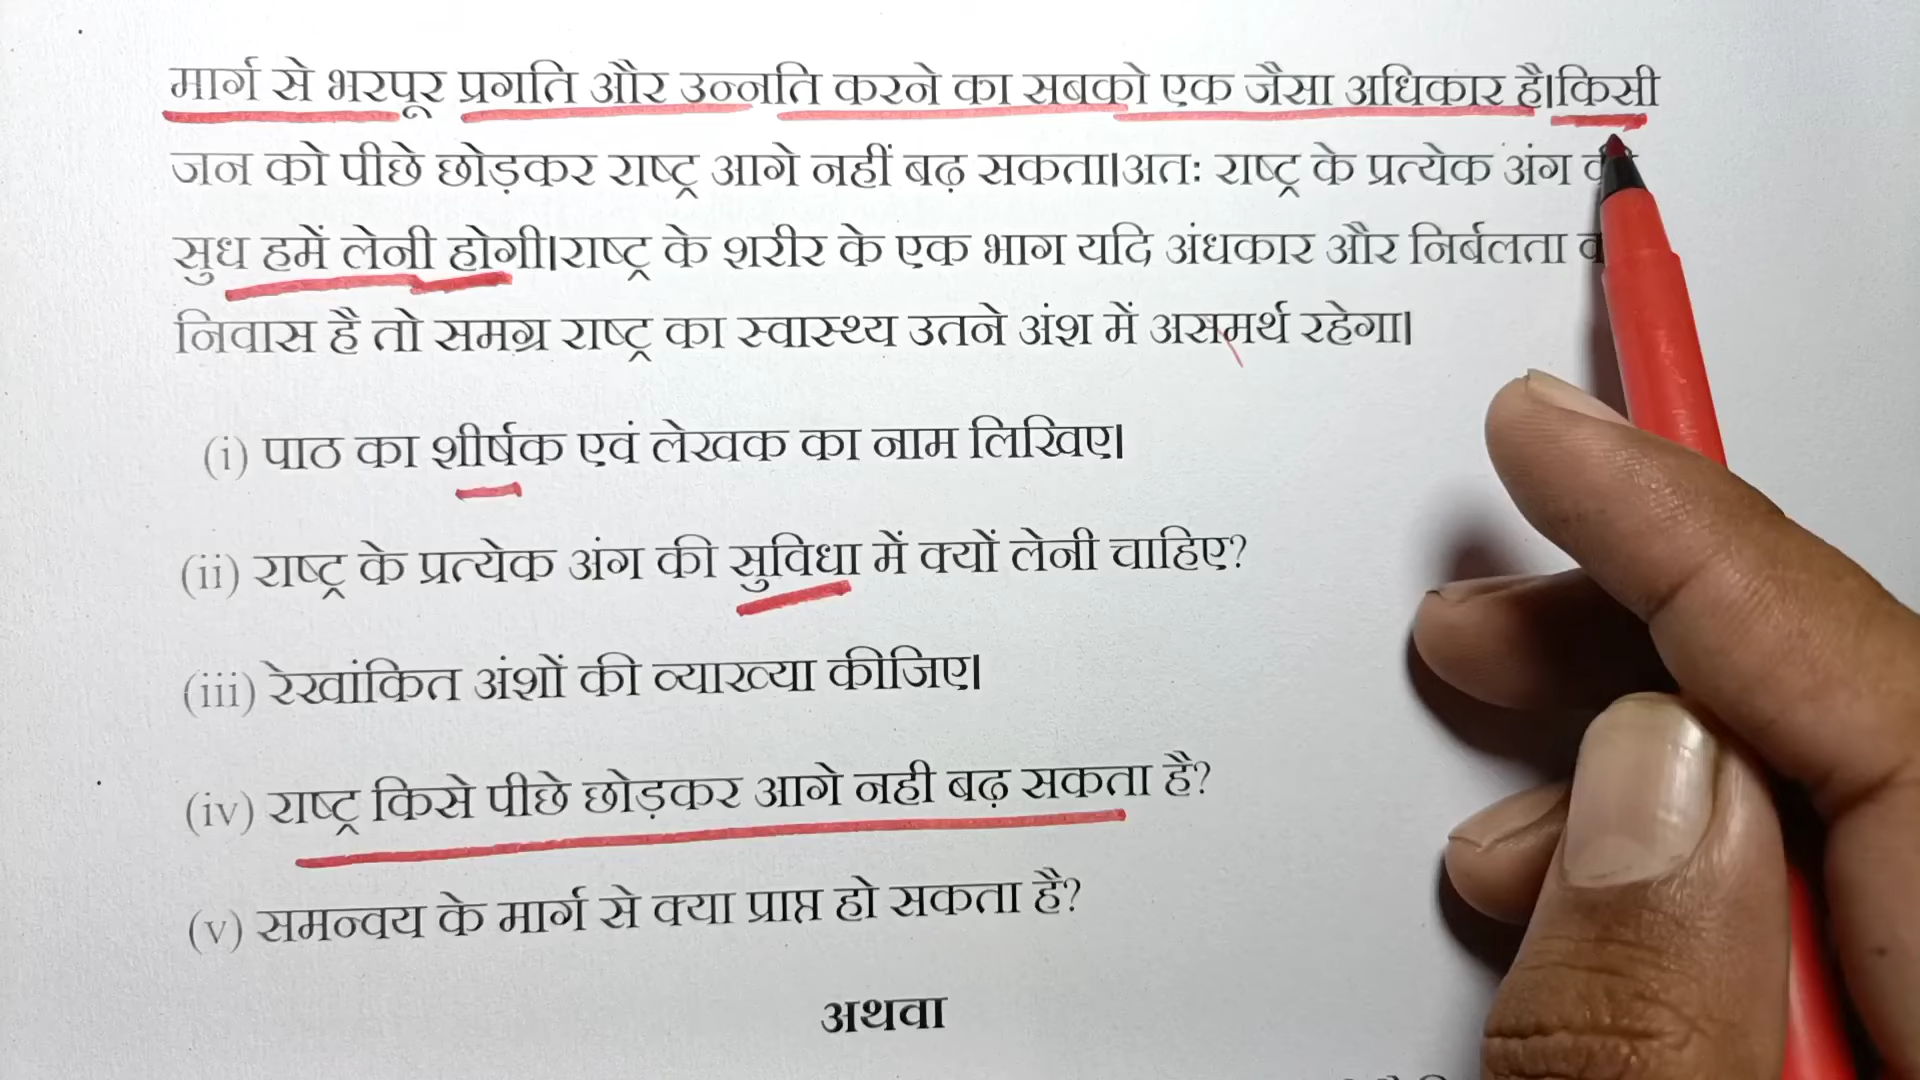 मार्ग से भरपूर प्रगति और उन्नति करने का सबको एक जैसा अधिकार है।किसी
जन को पीछे छोड़कर राष्ट्र आगे नहीं बढ़ सकता।अतः राष्ट्र के प्रत्येक अंग
सुध हमें लेनी होगी।राष्ट्र के शरीर के एक भाग यदि अंधकार और निर्बलता
निवास है तो समग्र राष्ट्र का स्वास्थ्य उतने अंश में असमर्थ रहेगा।
(i) पाठ का शीर्षक एवं लेखक का नाम लिखिए।
(ii) राष्ट्र के प्रत्येक अंग की सुविधा में क्यों लेनी चाहिए?
(iii) रेखांकित अंशों की व्याख्या कीजिए।
(iv) राष्ट्र किसे पीछे छोड़कर आगे नही बढ़ सकता है?
(v) समन्वय के मार्ग से क्या प्राप्त हो सकता है?
अथवा